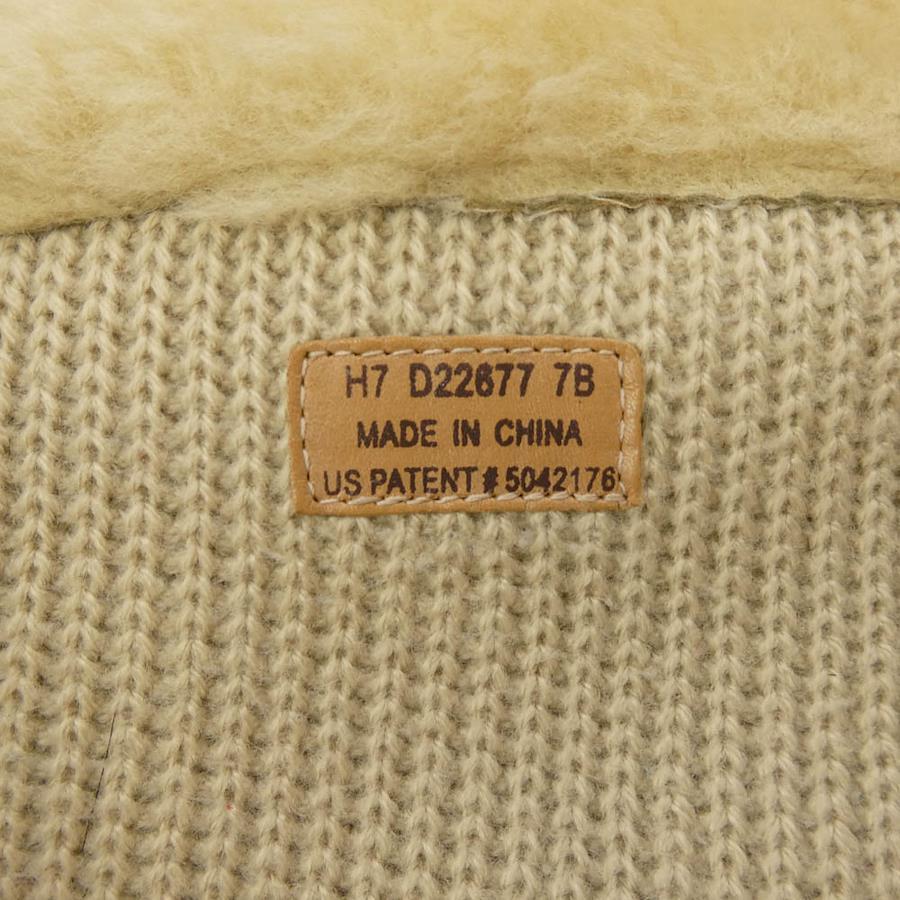 H7 D22677 7B
MADE IN CHINA
US PATENT # 5042176